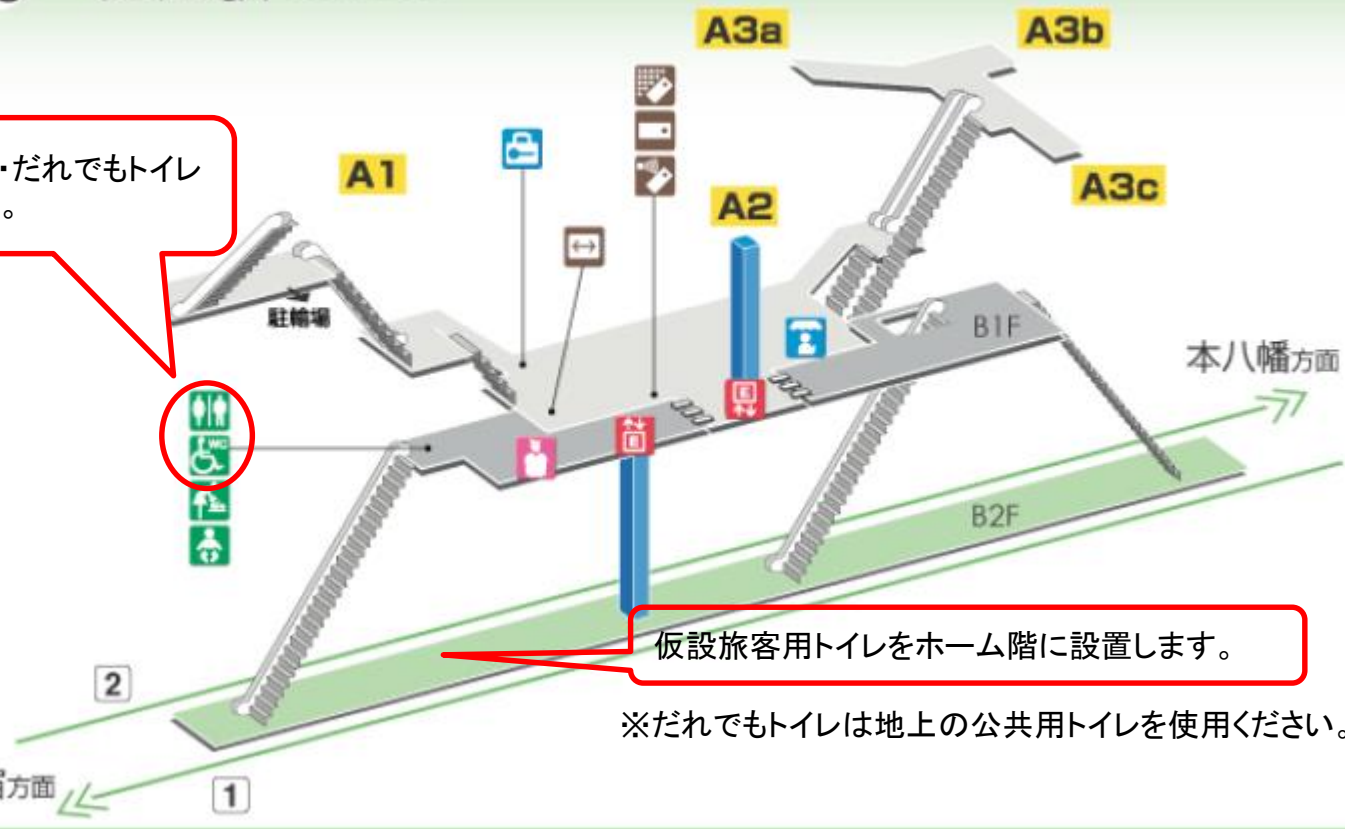 A3a
A3b
・だれでもトイレ
。
A1
A3c
A2
駐輪場
B1F
本八幡方面
WC
E
E
B2F
仮設旅客用トイレをホーム階に設置します。
2
※だれでもトイレは地上の公共用トイレを使用ください。
方面
1